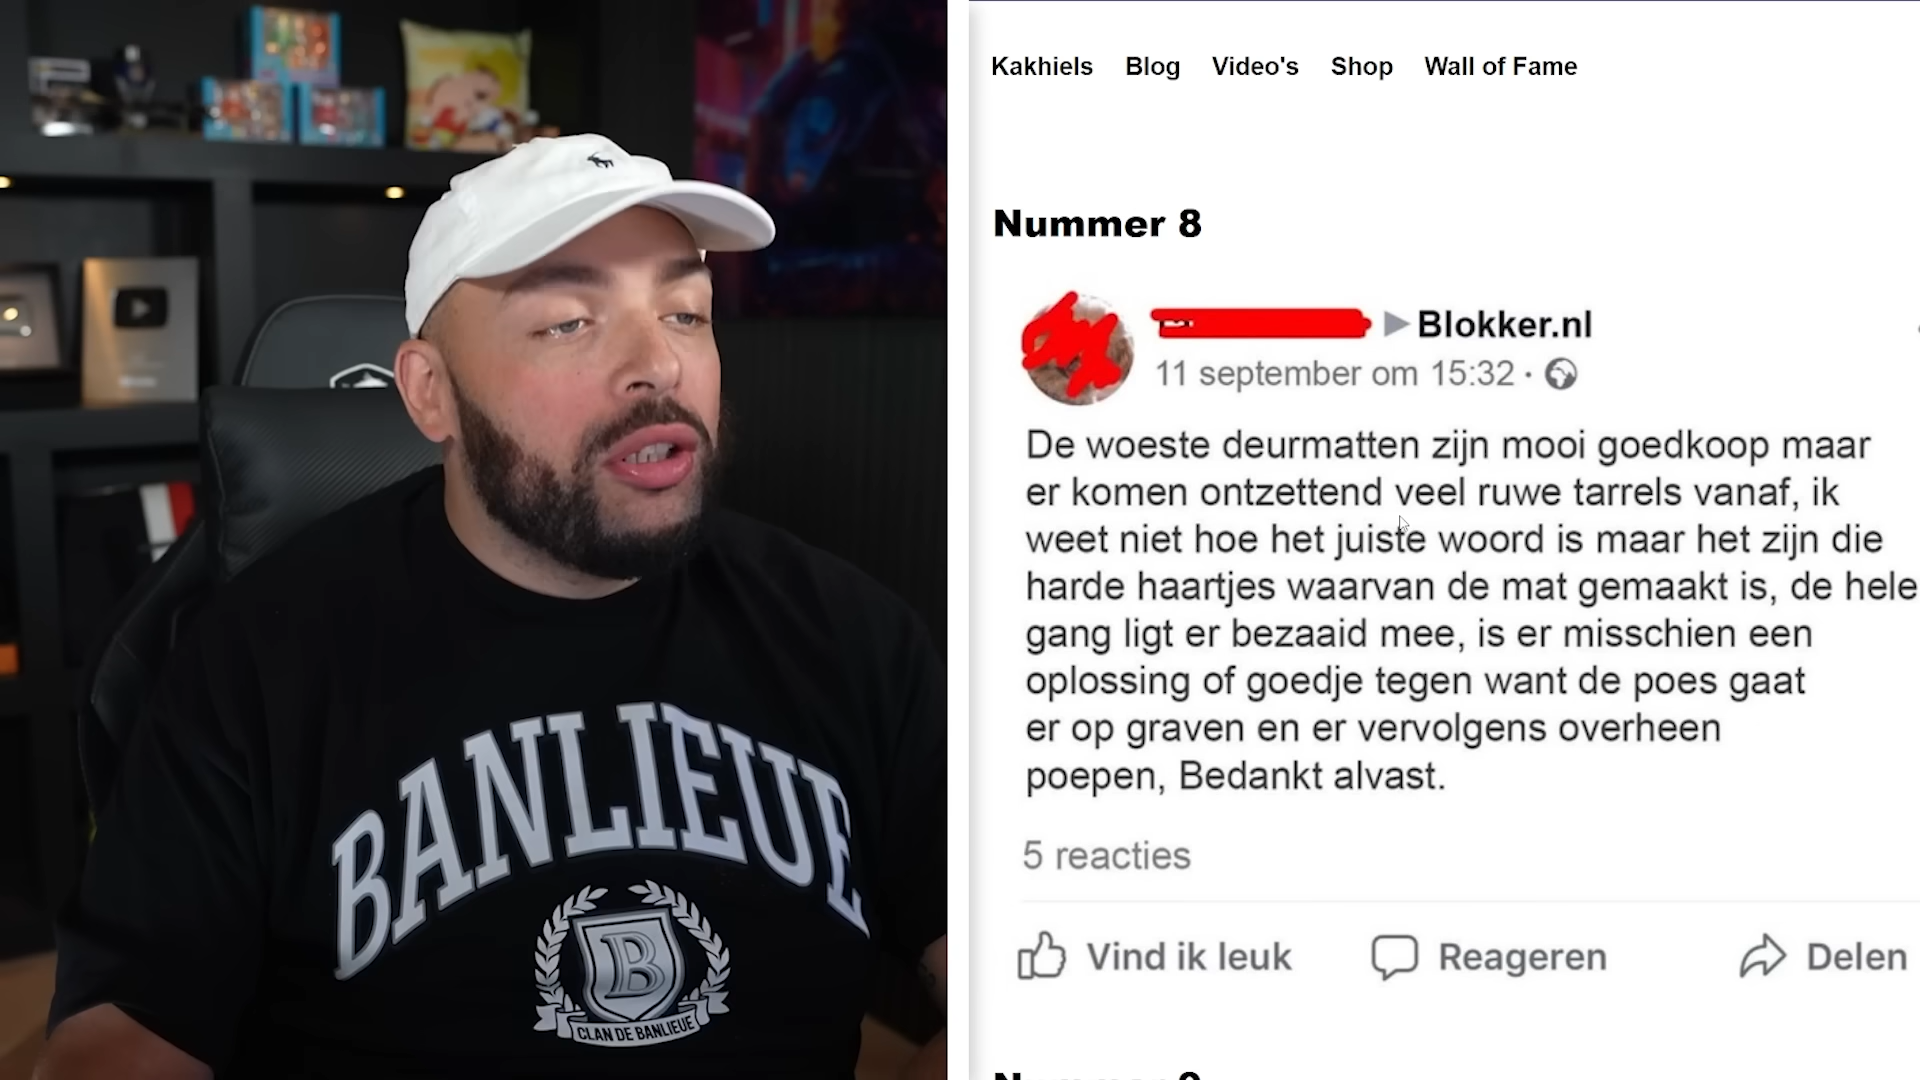 BANLIEUE
B
CLAN DE BANLIEUE
Kakhiels Blog Video's Shop Wall of Fame
Nummer 8
Blokker.nl
11 september om 15:32 ·
De woeste deurmatten zijn mooi goedkoop maar
er komen ontzettend veel ruwe tarrels vanaf, ik
weet niet hoe het juiste woord is maar het zijn die
harde haartjes waarvan de mat gemaakt is, de hele
gang ligt er bezaaid mee, is er misschien een
oplossing of goedje tegen want de poes gaat
er op graven en er vervolgens overheen
poepen, Bedankt alvast.
5 reacties
Vind ik leuk Reageren Delen